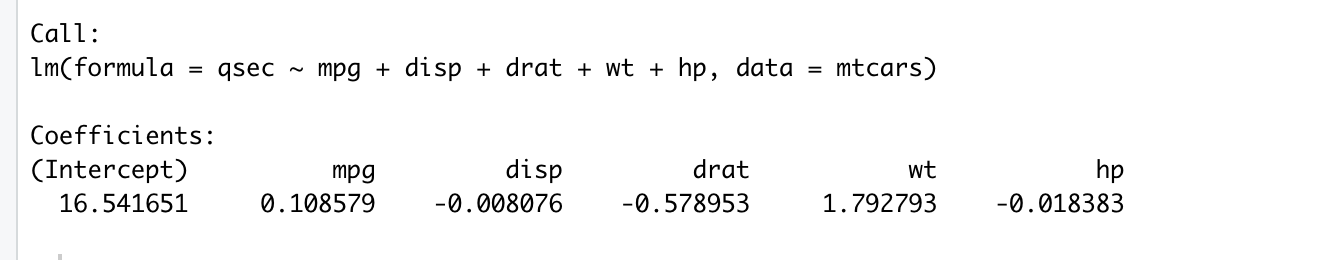 Call:
lm(formula = qsec ~ mpg + disp + drat + wt + hp, data = mtcars)
Coefficients:
(Intercept) mpg disp drat wt hp
16.541651 0.108579 -0.008076 -0.578953 1.792793 -0.018383